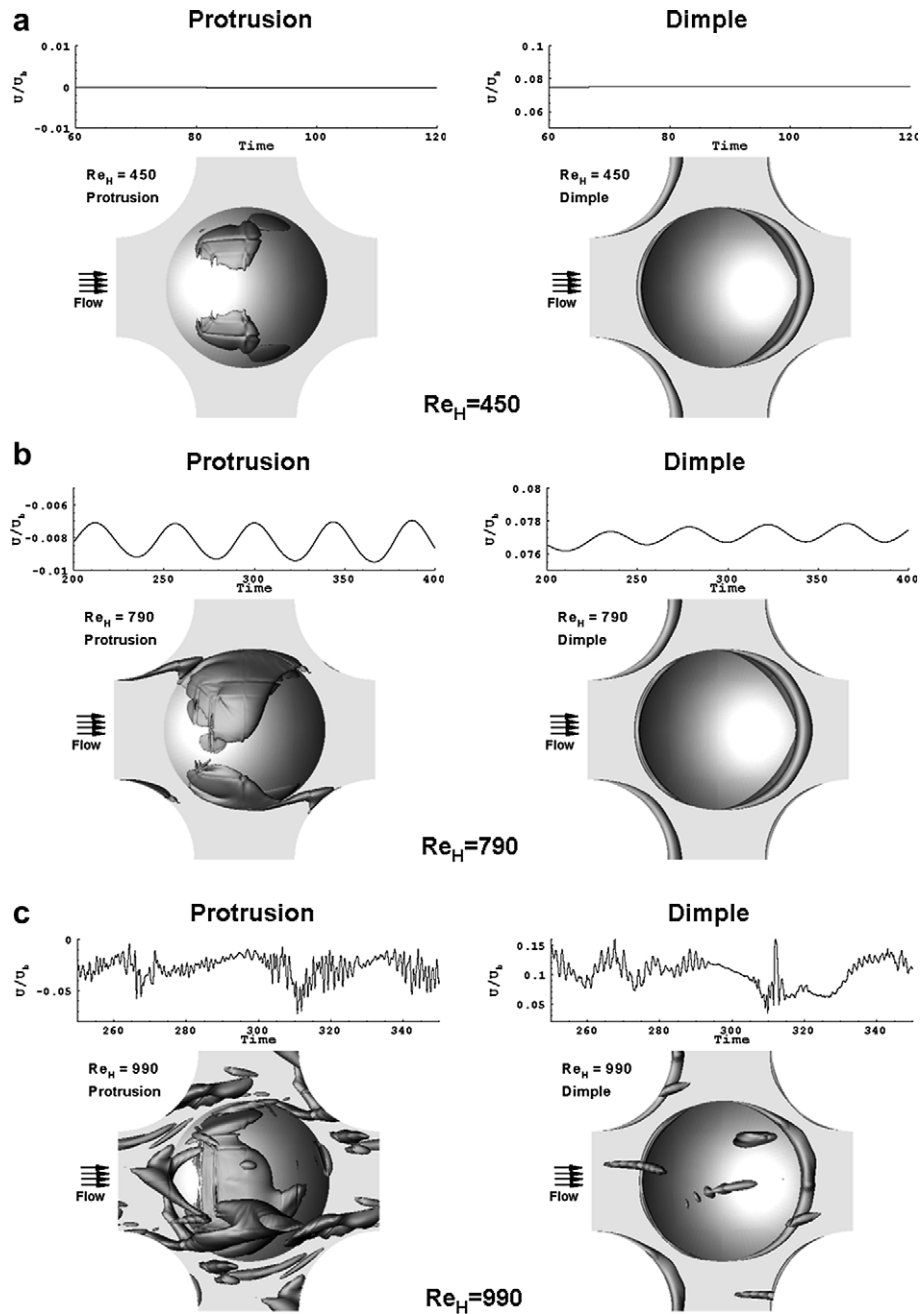 a
Protrusion
Dimple
0.01
0
-0.01
U/U_b
60 80 100 120
Time
0.1
0.08
0.06
U/U_b
60 80 100 120
Time
Re_H = 450
Protrusion
Flow
Re_H = 450
Dimple
Flow
Re_H=450
b
Protrusion
Dimple
-0.006
-0.008
-0.01
U/U_b
200 250 300 350 400
Time
0.08
0.078
0.076
U/U_b
200 250 300 350 400
Time
Re_H = 790
Protrusion
Flow
Re_H = 790
Dimple
Flow
Re_H=790
c
Protrusion
Dimple
0
-0.05
U/U_b
260 280 300 320 340
Time
0.15
0.1
0.05
U/U_b
260 280 300 320 340
Time
Re_H = 990
Protrusion
Flow
Re_H = 990
Dimple
Flow
Re_H=990